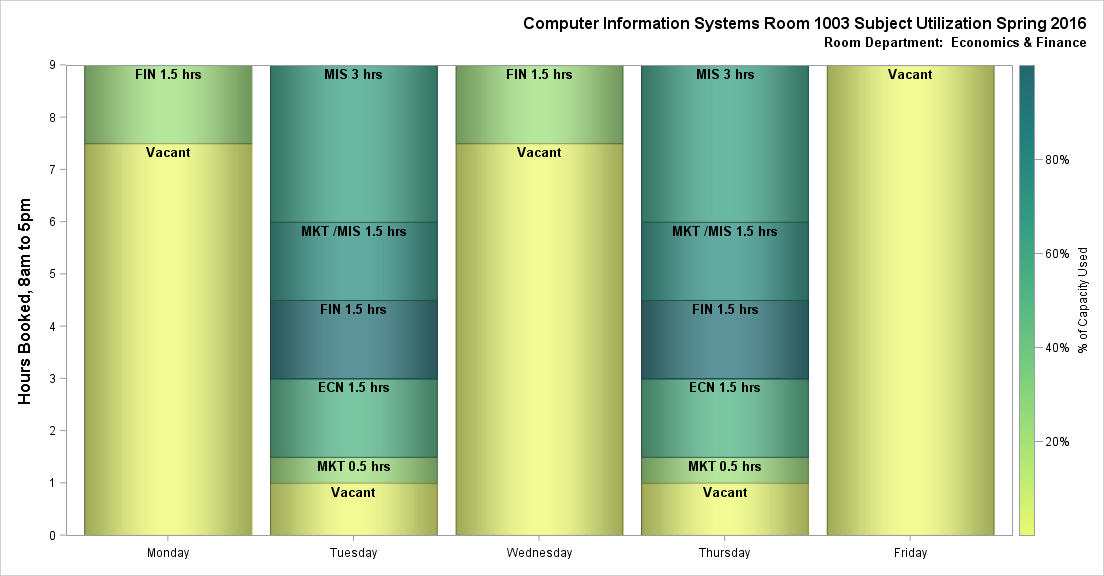 Computer Information Systems Room 1003 Subject Utilization Spring 2016
Room Department: Economics & Finance
Hours Booked, 8am to 5pm
9
8
7
6
5
4
3
2
1
0
FIN 1.5 hrs
Vacant
MIS 3 hrs
MKT /MIS 1.5 hrs
FIN 1.5 hrs
ECN 1.5 hrs
MKT 0.5 hrs
Vacant
FIN 1.5 hrs
Vacant
MIS 3 hrs
MKT /MIS 1.5 hrs
FIN 1.5 hrs
ECN 1.5 hrs
MKT 0.5 hrs
Vacant
Vacant
Monday
Tuesday
Wednesday
Thursday
Friday
80%
60%
40%
20%
% of Capacity Used